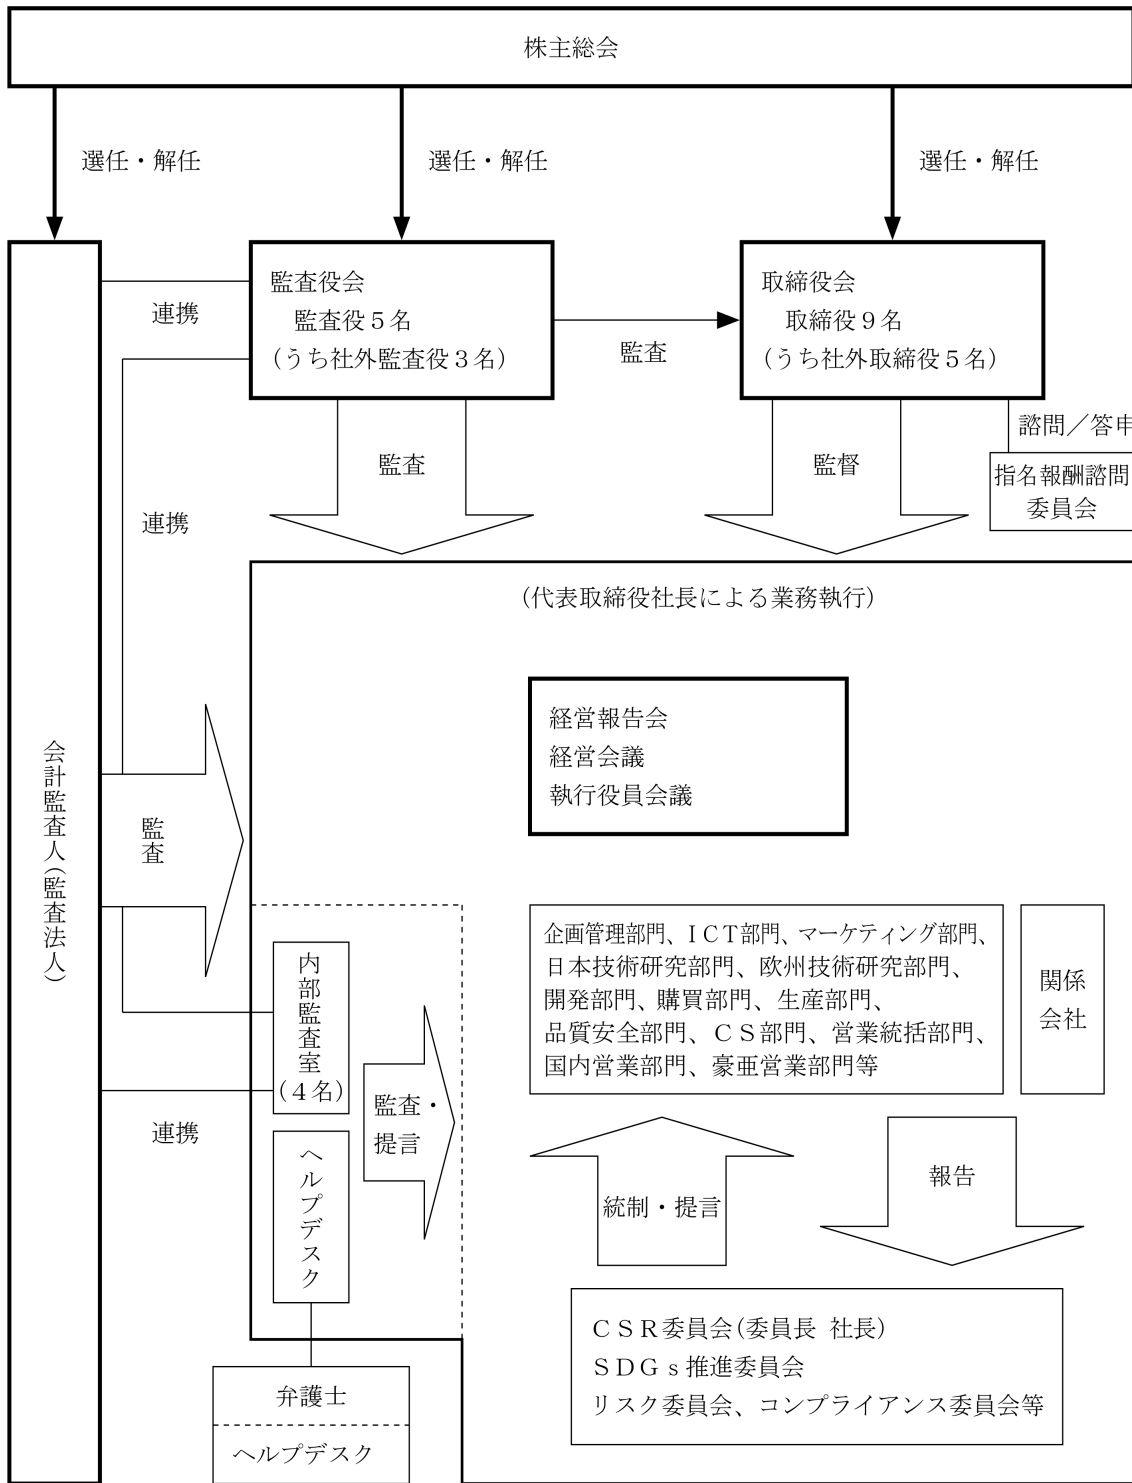 株主総会
選任・解任
選任・解任
選任・解任
監査役会
監査役５名
（うち社外監査役３名）
取締役会
取締役９名
（うち社外取締役５名）
連携
監査
諮問／答申
指名報酬諮問
委員会
監査
監督
連携
（代表取締役社長による業務執行）
会計監査人（監査法人）
経営報告会
経営会議
執行役員会議
監査
企画管理部門、ＩＣＴ部門、マーケティング部門、
日本技術研究部門、欧州技術研究部門、
開発部門、購買部門、生産部門、
品質安全部門、ＣＳ部門、営業統括部門、
国内営業部門、豪亜営業部門等
関係
会社
内部監査室
（４名）
監査・
提言
連携
ヘルプデスク
統制・提言
報告
ＣＳＲ委員会（委員長 社長）
ＳＤＧｓ推進委員会
リスク委員会、コンプライアンス委員会等
弁護士
ヘルプデスク